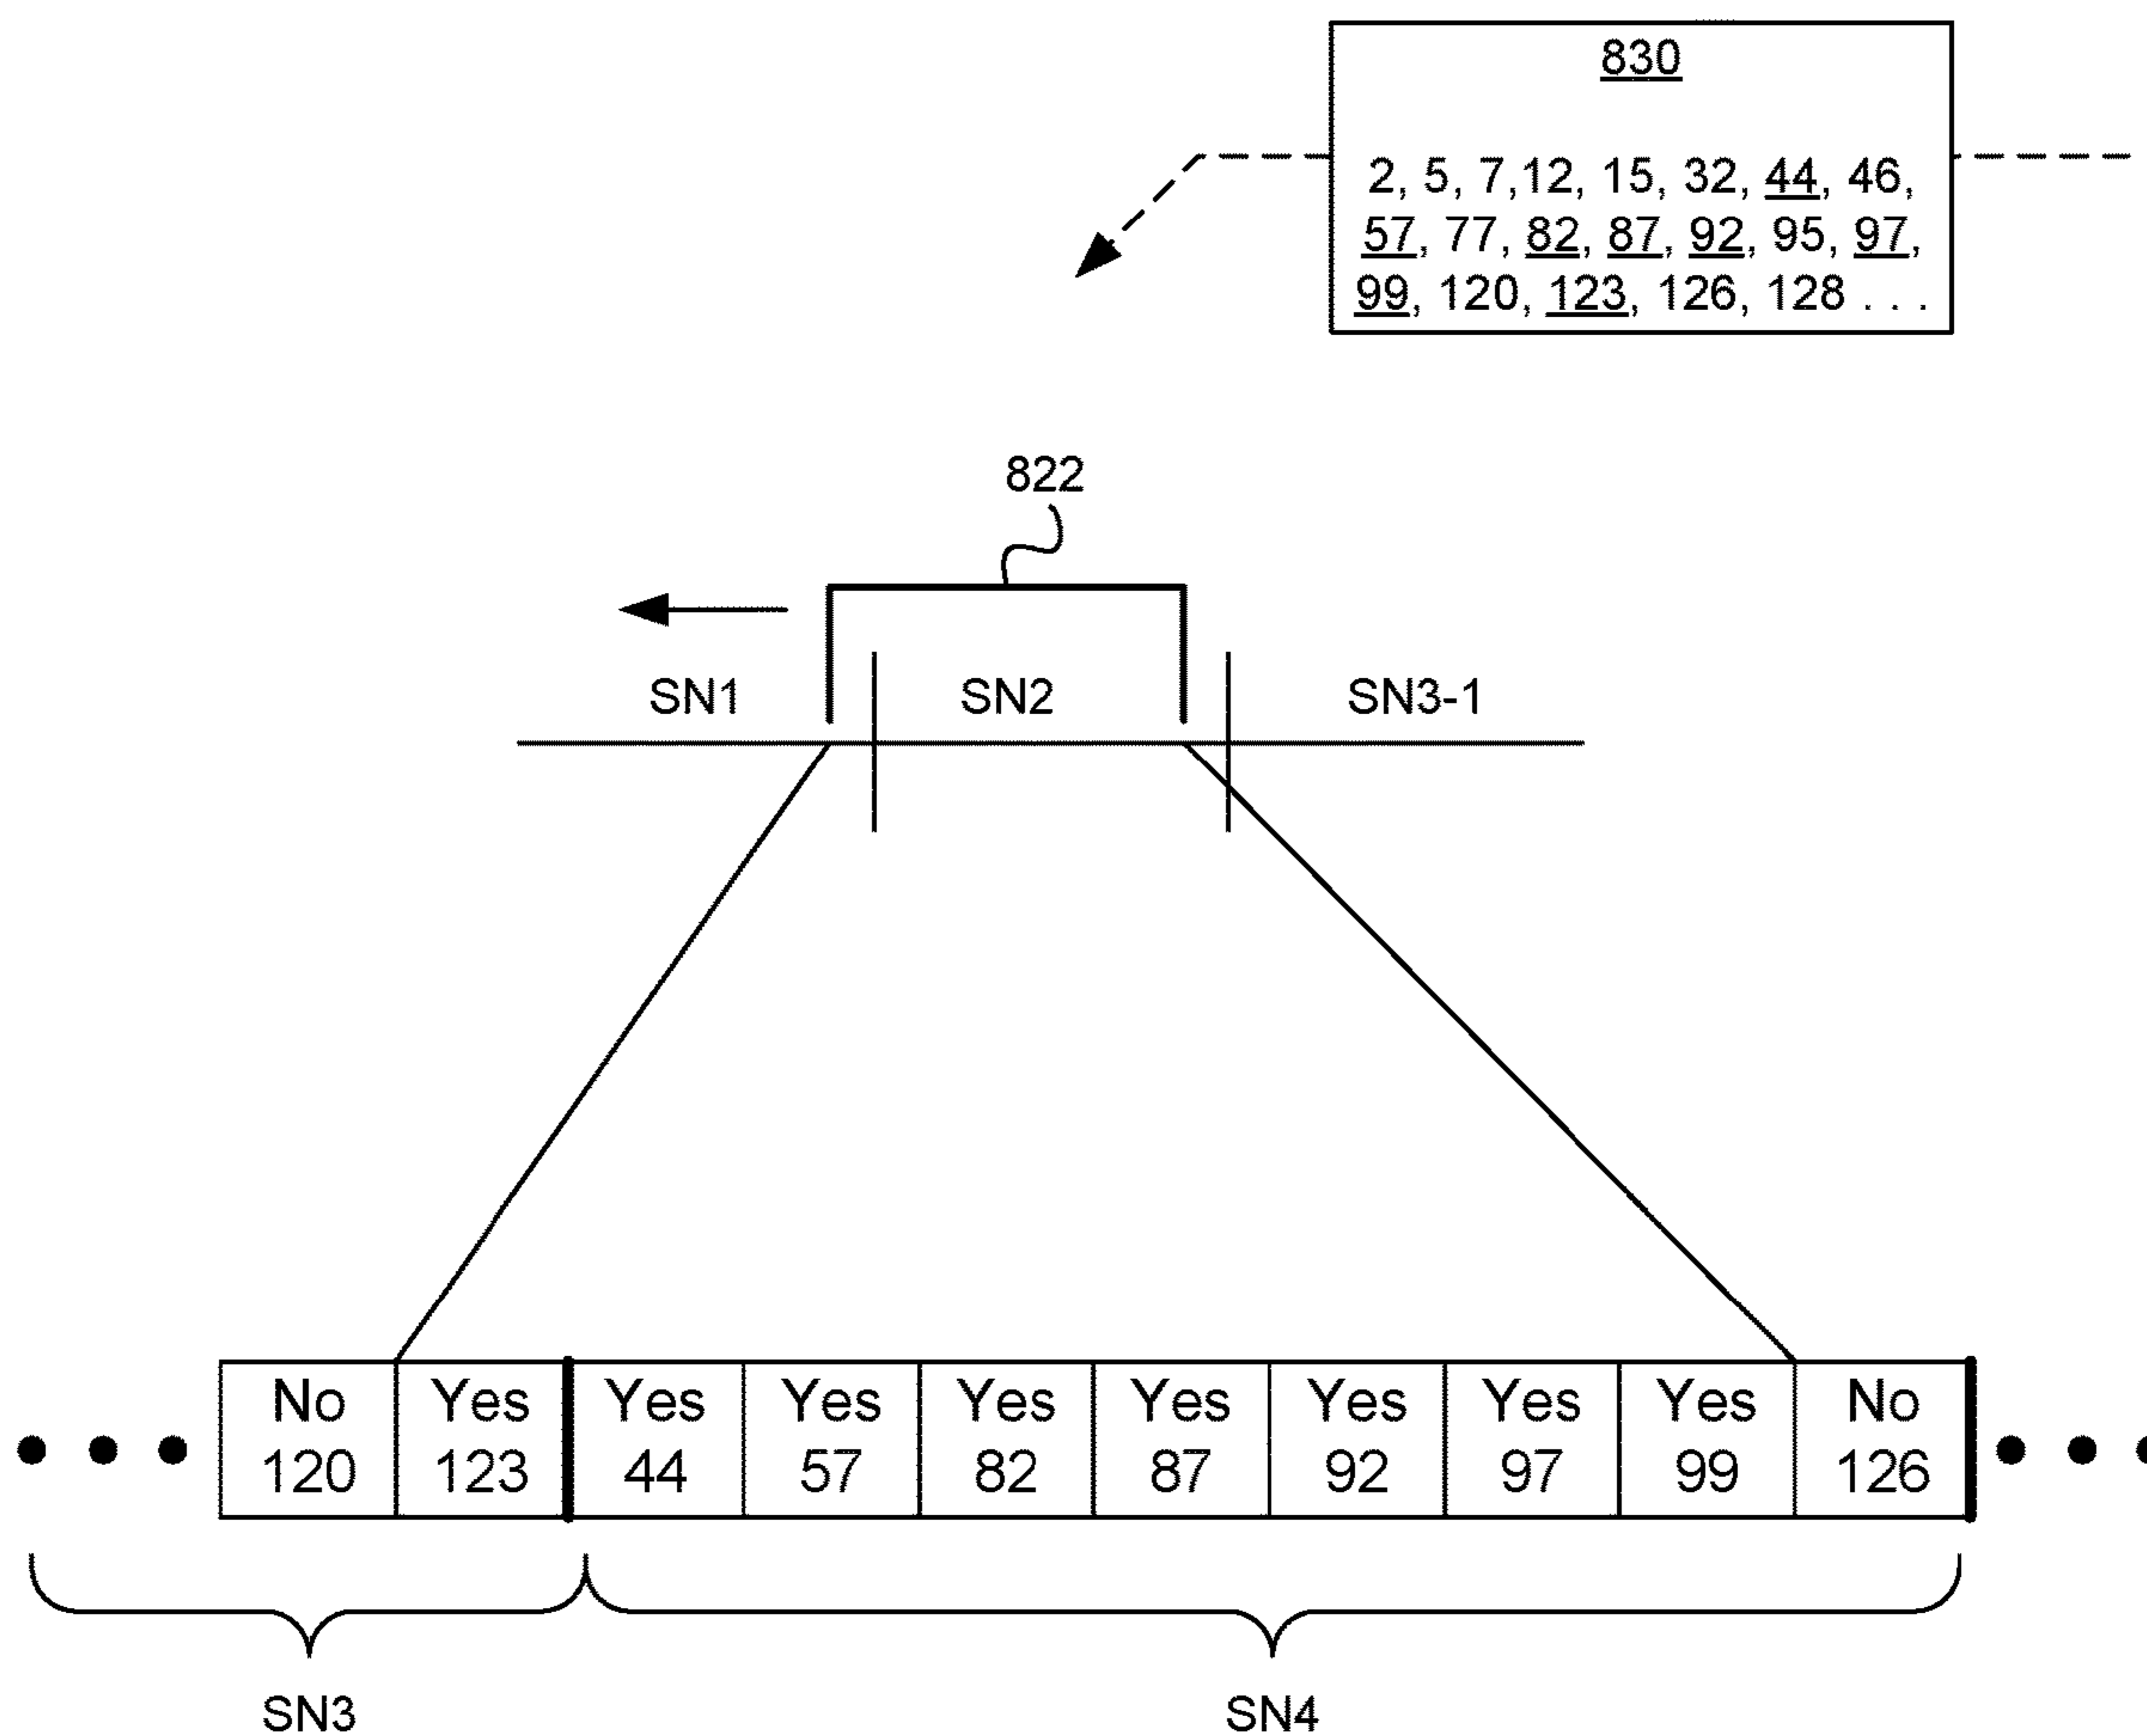 830
2, 5, 7,12, 15, 32, 44, 46,
57, 77, 82, 87, 92, 95, 97,
99, 120, 123, 126, 128 . . .
822
SN1 SN2 SN3-1
No Yes Yes Yes Yes Yes Yes Yes Yes No
120 123 44 57 82 87 92 97 99 126
SN3 SN4